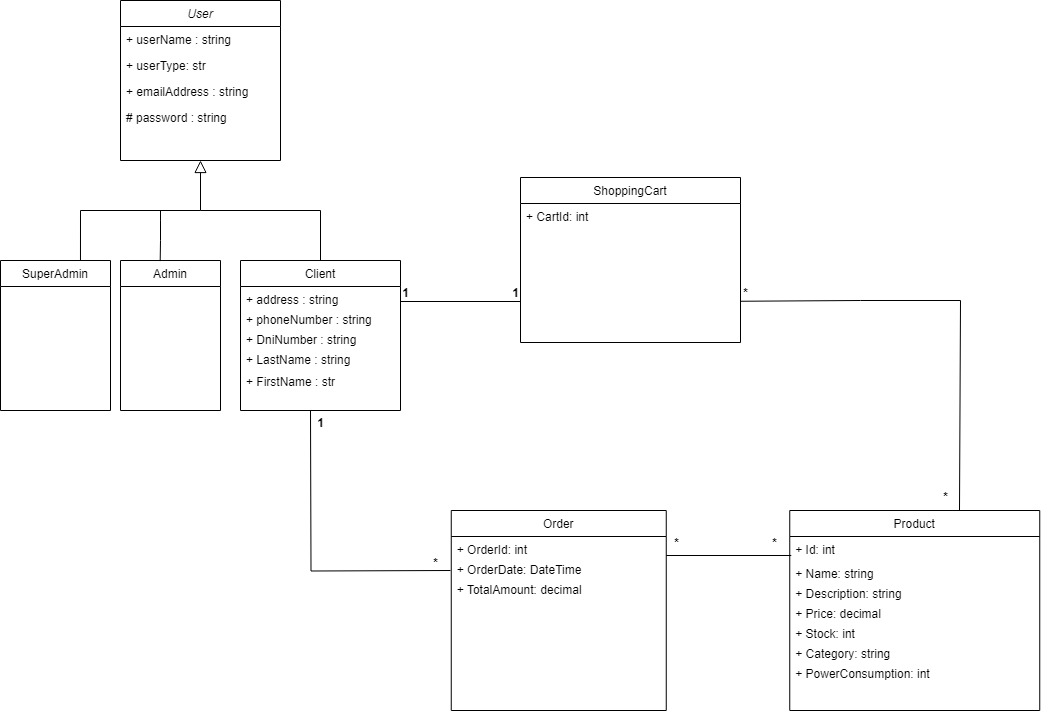 User
+ userName : string
+ userType: str
+ emailAddress : string
# password : string
ShoppingCart
+ CartId: int
SuperAdmin
Admin
Client
+ address : string
+ phoneNumber : string
+ DniNumber : string
+ LastName : string
+ FirstName : str
1
1
*
1
*
Order
+ OrderId: int
+ OrderDate: DateTime
+ TotalAmount: decimal
*
*
*
Product
+ Id: int
+ Name: string
+ Description: string
+ Price: decimal
+ Stock: int
+ Category: string
+ PowerConsumption: int